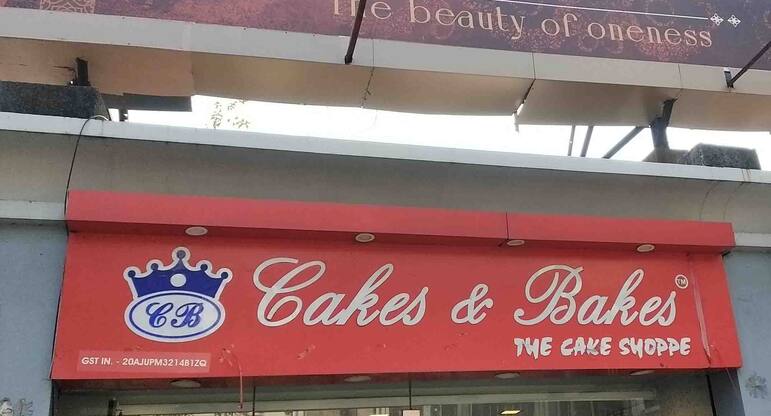 The beauty of oneness
Cakes & Bakes TM
CB
THE CAKE SHOPPE
GST IN. - 20AJUPM3214B1ZQ